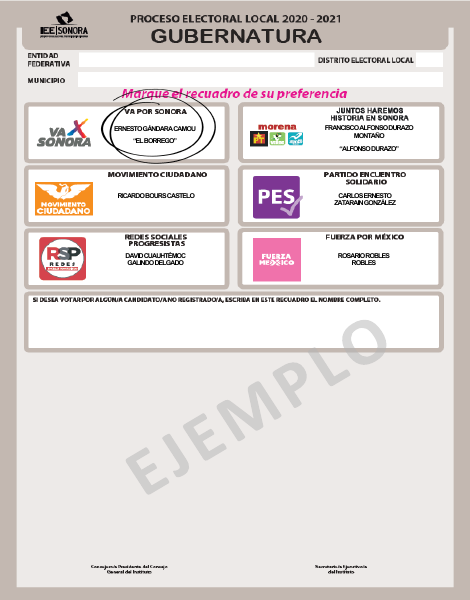 IEE|SONORA
PROCESO ELECTORAL LOCAL 2020 - 2021
GUBERNATURA
ENTIDAD
FEDERATIVA
DISTRITO ELECTORAL LOCAL
MUNICIPIO
Marque el recuadro de su preferencia
VA X
SONORA
VA POR SONORA
ERNESTO GÁNDARA CAMOU
"EL BORREGO"
morena
JUNTOS HAREMOS
HISTORIA EN SONORA
FRANCISCO ALFONSO DURAZO
MONTAÑO
"ALFONSO DURAZO"
MOVIMIENTO CIUDADANO
MOVIMIENTO
CIUDADANO
RICARDO BOURS CASTELO
PES
PARTIDO ENCUENTRO
SOLIDARIO
CARLOS ERNESTO
ZATARAIN GONZÁLEZ
RSP
REDES
REDES SOCIALES
PROGRESISTAS
DAVID CUAUHTÉMOC
GALINDO DELGADO
FUERZA
MÉXICO
FUERZA POR MÉXICO
ROSARIO ROBLES
ROBLES
SI DESEA VOTAR POR ALGÚN/A CANDIDATO/A NO REGISTRADO/A, ESCRIBA EN ESTE RECUADRO EL NOMBRE COMPLETO.
EJEMPLO
Consejero/a Presidente del Consejo
General del Instituto
Secretario/a Ejecutivo/a
del Instituto